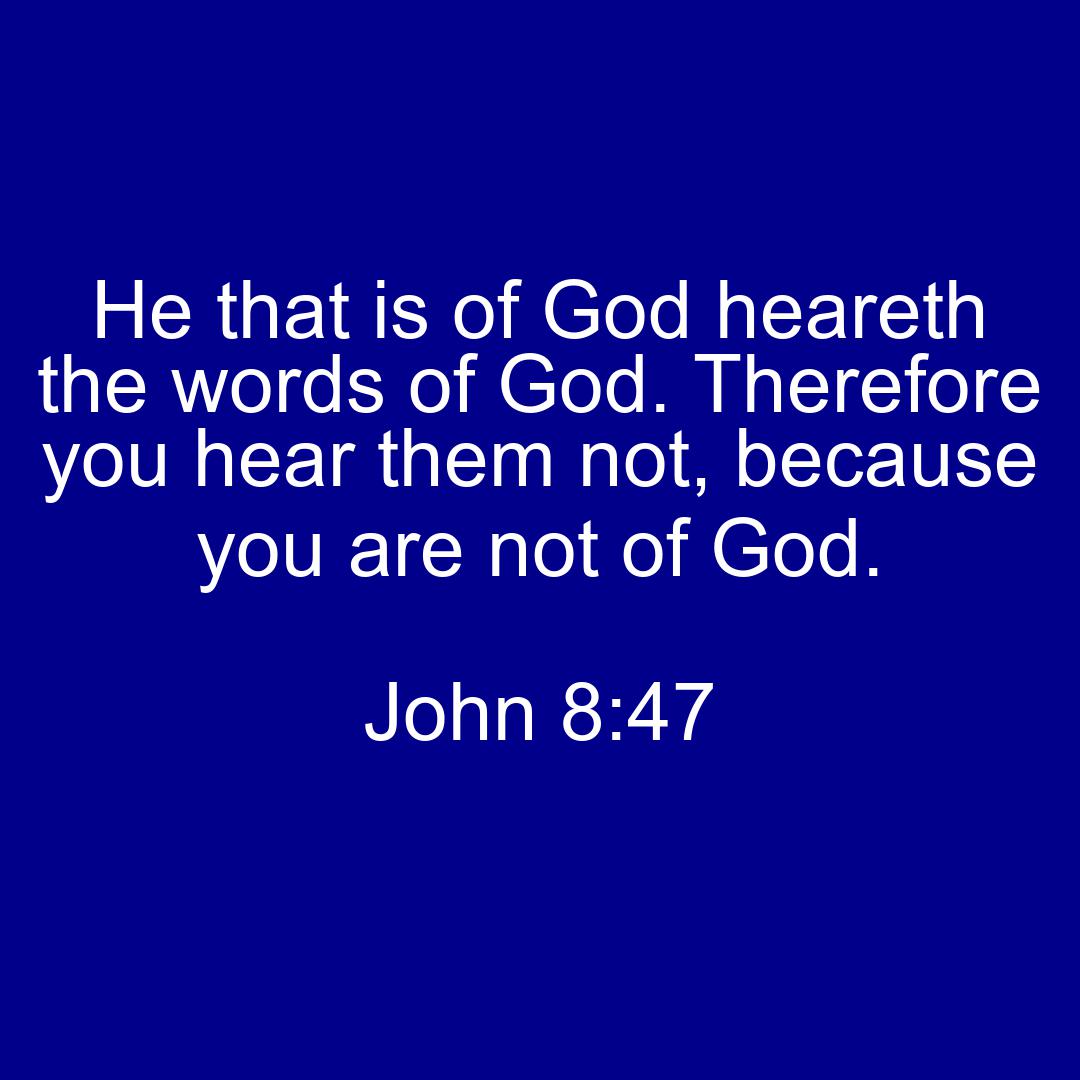 He that is of God heareth
the words of God. Therefore
you hear them not, because
you are not of God.
John 8:47